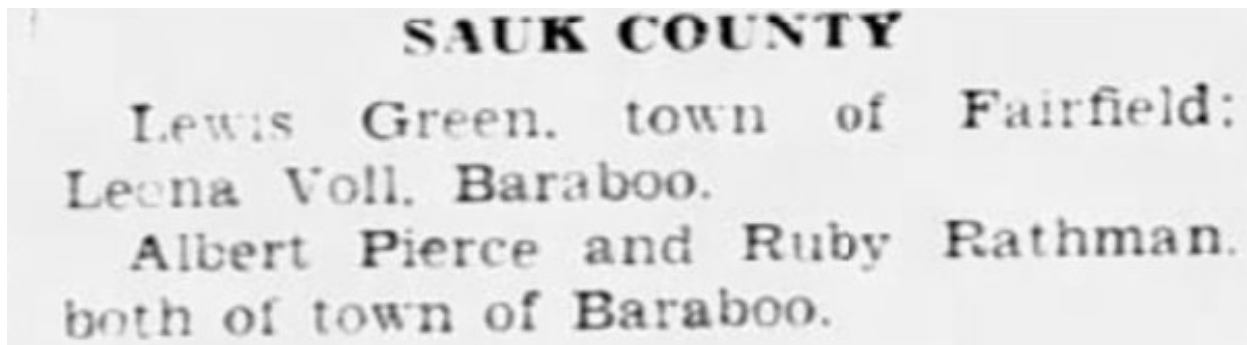 SAUK COUNTY
Lewis Green, town of Fairfield;
Leona Voll, Baraboo.
Albert Pierce and Ruby Rathman,
both of town of Baraboo.